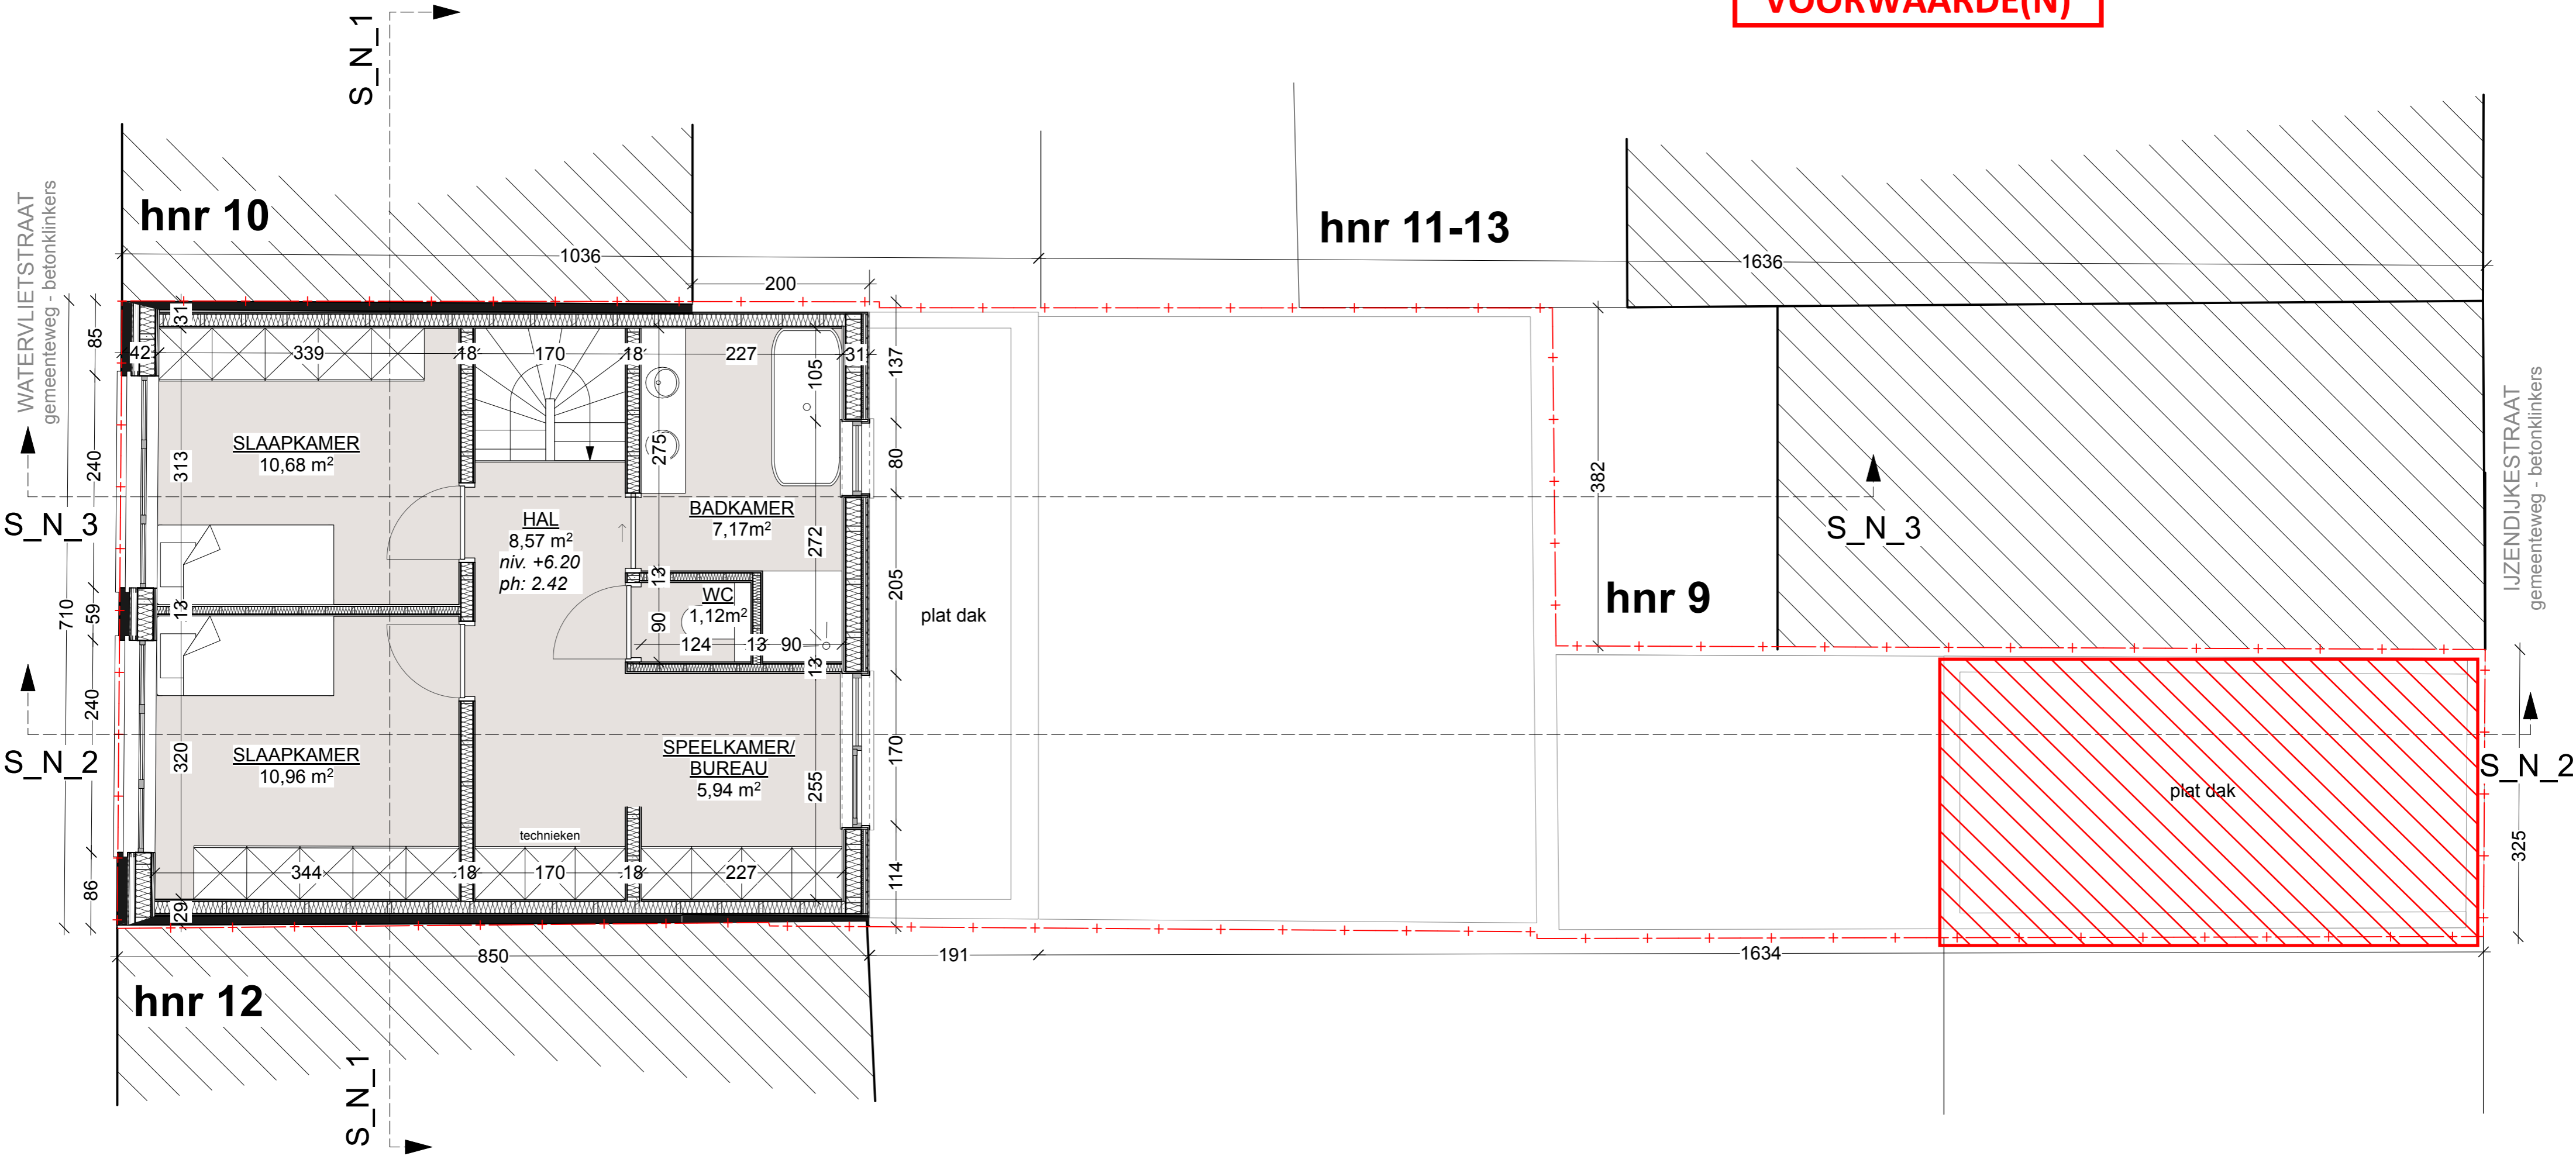 VOORWAARDE(N)
S_N_1
hnr 10
hnr 11-13
1036
1636
200
WATERVLIETSTRAAT
gemeenteweg - betonklinkers
IJZENDIJKESTRAAT
gemeenteweg - betonklinkers
710
85
240
59
240
86
31
42
339
18
170
18
227
31
313
13
320
29
105
275
272
13
90
13
255
137
80
205
170
114
382
325
SLAAPKAMER
10,68 m²
HAL
8,57 m²
niv. +6.20
ph: 2.42
BADKAMER
7,17m²
WC
1,12m²
124
13
90
S_N_3
S_N_3
hnr 9
plat dak
S_N_2
S_N_2
SLAAPKAMER
10,96 m²
SPEELKAMER/
BUREAU
5,94 m²
technieken
344
18
170
18
227
plat dak
850
191
1634
hnr 12
S_N_1